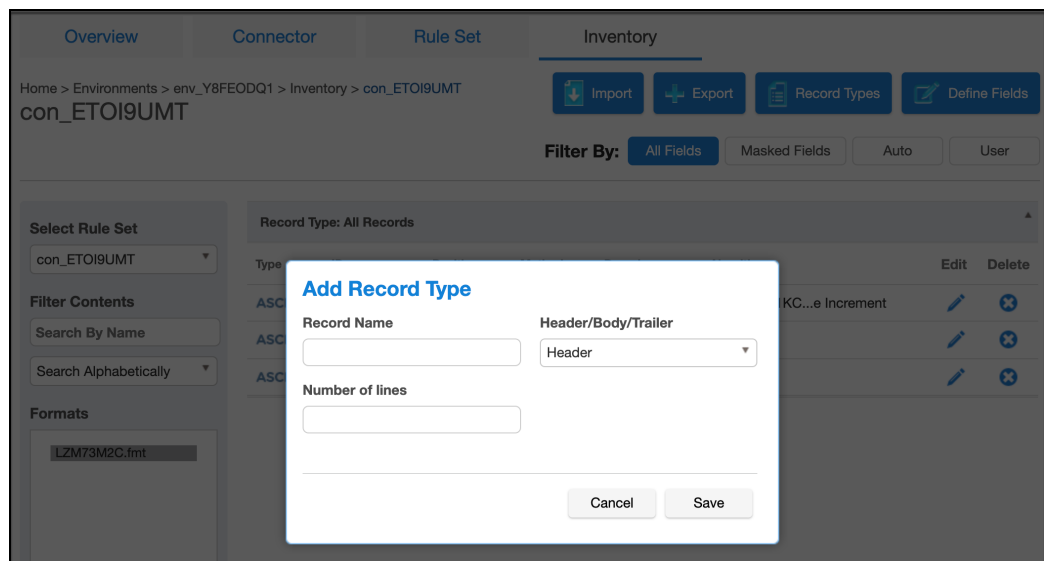 Overview Connector Rule Set Inventory
Home > Environments > env_Y8FEODQ1 > Inventory > con_ETOI9UMT
con_ETOI9UMT
Import Export Record Types Define Fields
Filter By: All Fields Masked Fields Auto User
Select Rule Set
con_ETOI9UMT
Filter Contents
Search By Name
Search Alphabetically
Formats
LZM73M2C.fmt
Record Type: All Records
Type Edit Delete
ASC KC...e Increment
ASC
ASC
Add Record Type
Record Name Header/Body/Trailer
Header
Number of lines
Cancel Save